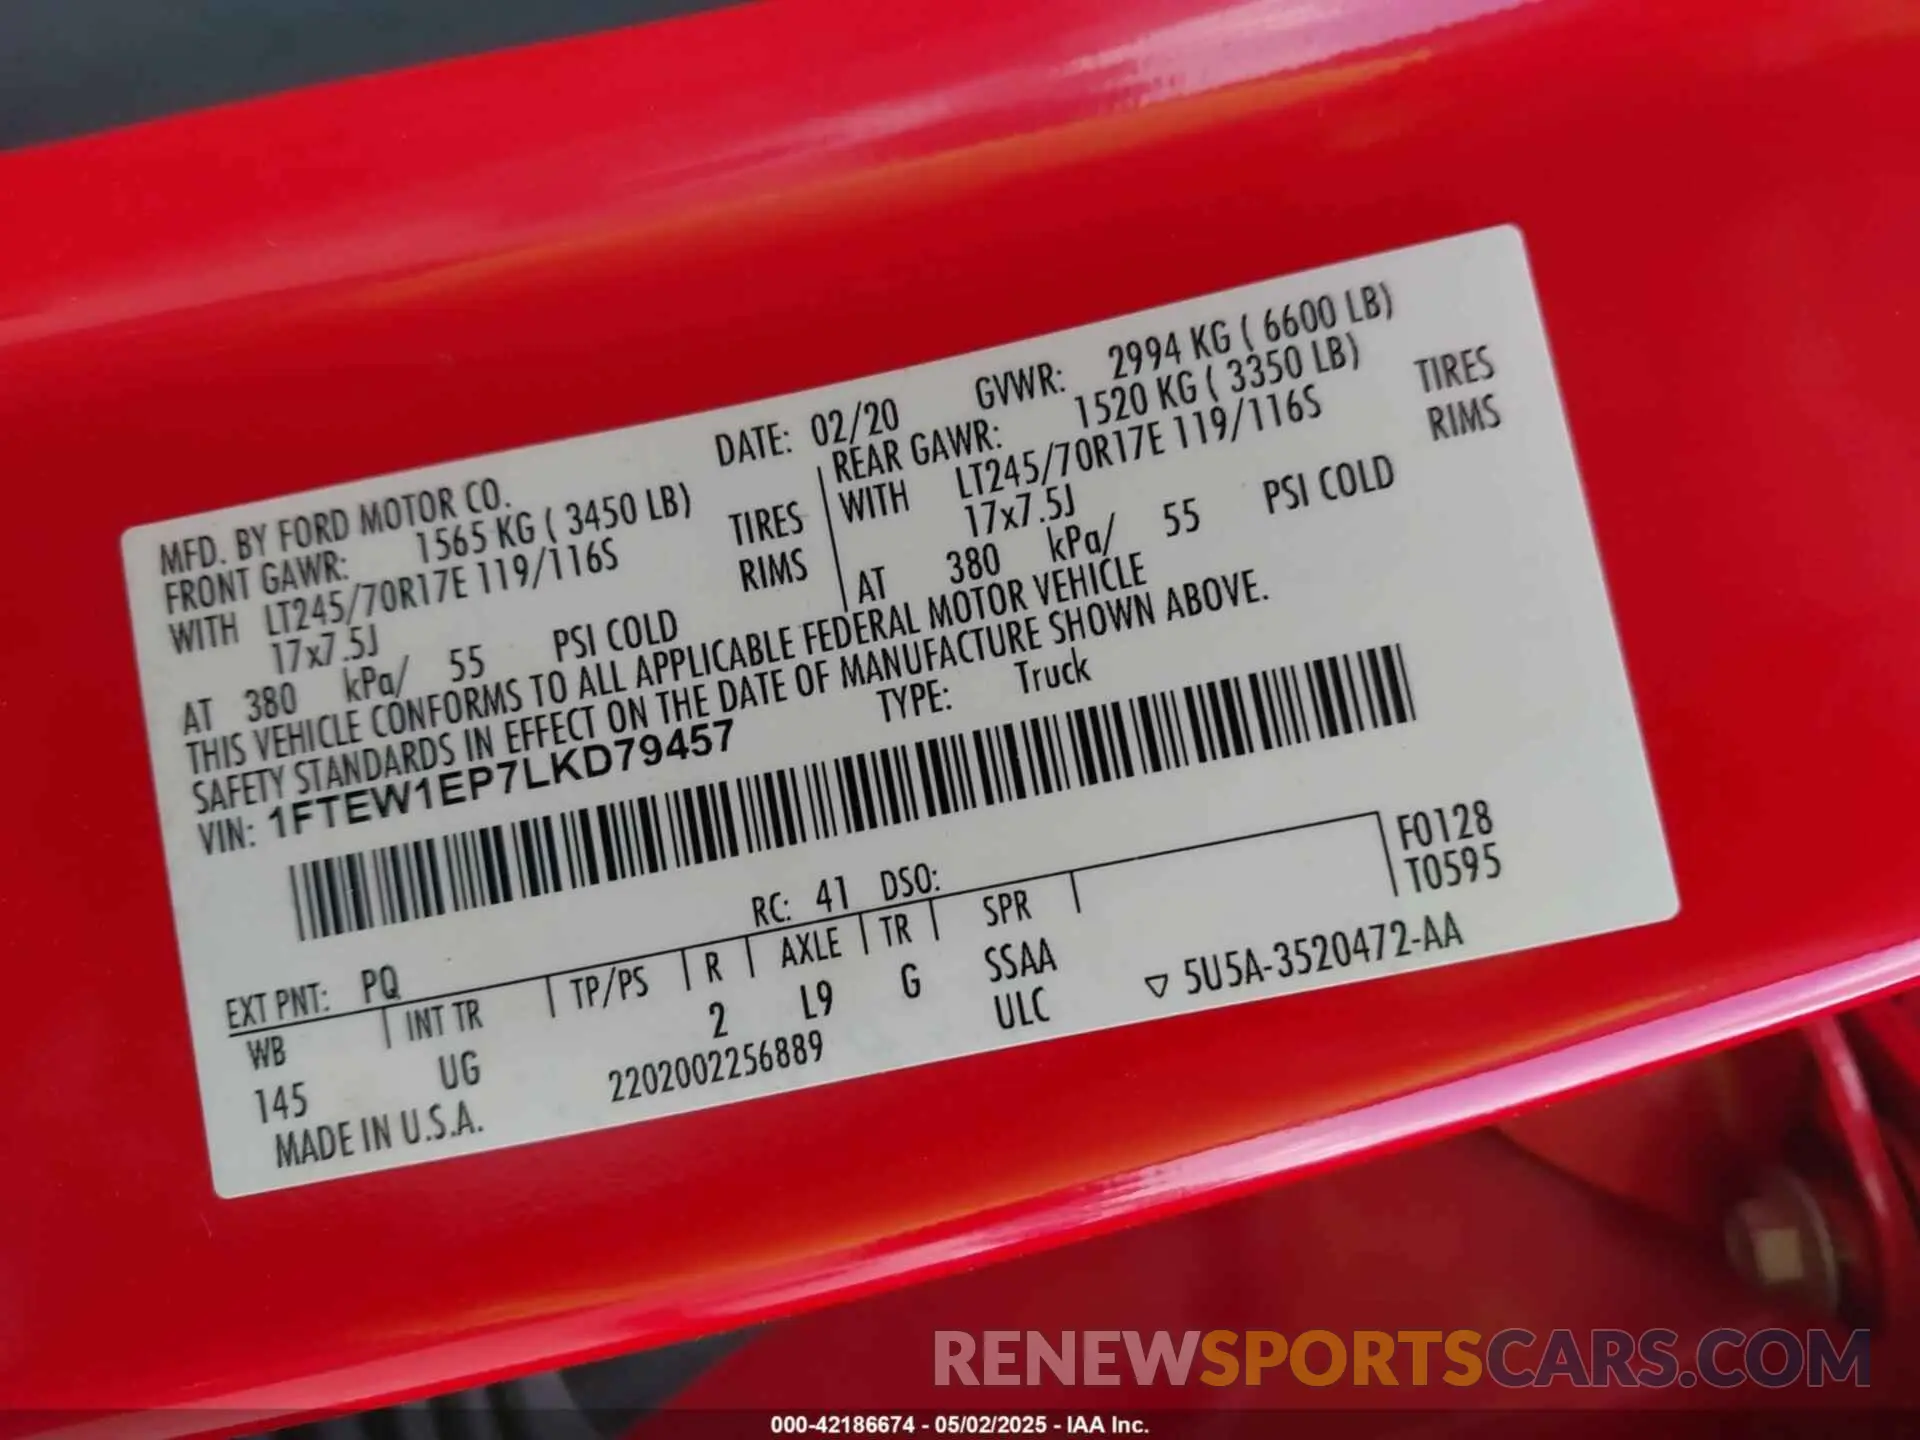 MFD. BY FORD MOTOR CO. DATE: 02/20 GVWR: 2994 KG ( 6600 LB)
FRONT GAWR: 1565 KG ( 3450 LB) REAR GAWR: 1520 KG ( 3350 LB)
WITH LT245/70R17E 119/116S TIRES WITH LT245/70R17E 119/116S TIRES
17x7.5J RIMS 17x7.5J RIMS
AT 380 kPa/ 55 PSI COLD AT 380 kPa/ 55 PSI COLD
THIS VEHICLE CONFORMS TO ALL APPLICABLE FEDERAL MOTOR VEHICLE
SAFETY STANDARDS IN EFFECT ON THE DATE OF MANUFACTURE SHOWN ABOVE.
VIN: 1FTEW1EP7LKD79457 TYPE: Truck
F0128
T0595
EXT PNT: PQ RC: 41 DSO:
WB INT TR TP/PS R AXLE TR SPR
145 UG 2 L9 G SSAA
ULC
MADE IN U.S.A. 2202002256889 ▽ 5U5A-3520472-AA
RENEWSPORTSCARS.COM
000-42186674 - 05/02/2025 - IAA Inc.